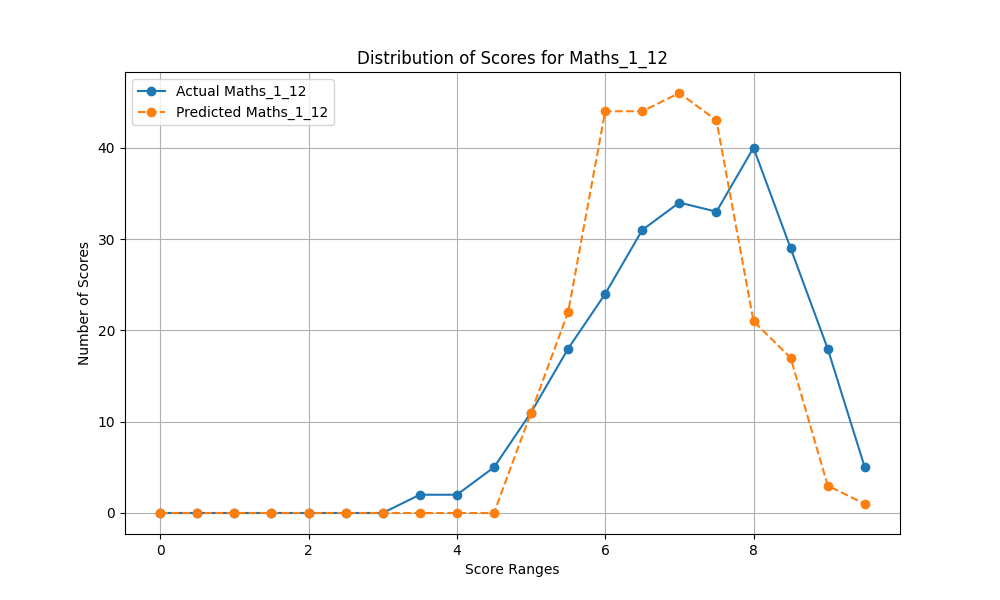 Distribution of Scores for Maths_1_12
Actual Maths_1_12
Predicted Maths_1_12
Number of Scores
40
30
20
10
0
0 2 4 6 8
Score Ranges